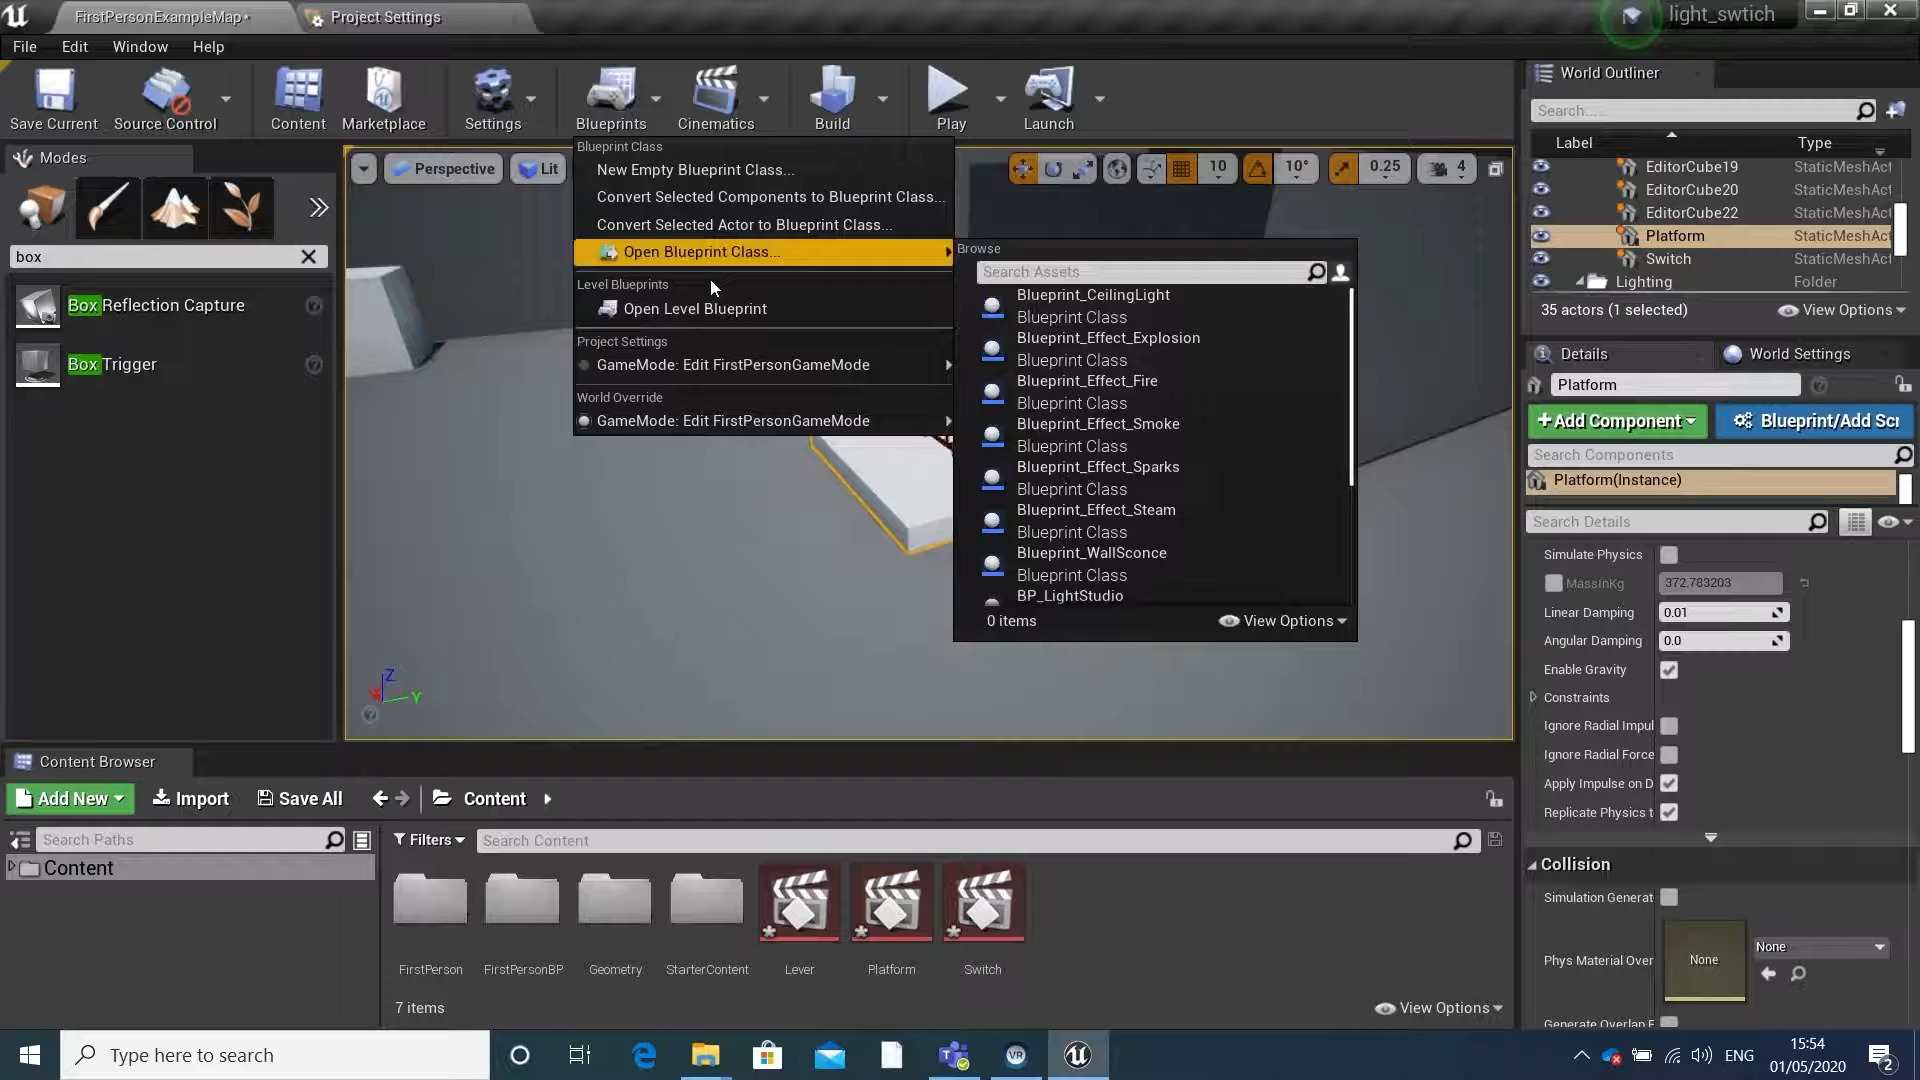 FirstPersonExampleMap*
Project Settings
light_swtich
File Edit Window Help
Save Current
Source Control
Content
Marketplace
Settings
Blueprints
Cinematics
Build
Play
Launch
Modes
box
Box Reflection Capture
Box Trigger
Perspective
Lit
10
10°
0.25
4
Blueprint Class
New Empty Blueprint Class...
Convert Selected Components to Blueprint Class...
Convert Selected Actor to Blueprint Class...
Open Blueprint Class...
Level Blueprints
Open Level Blueprint
Project Settings
GameMode: Edit FirstPersonGameMode
World Override
GameMode: Edit FirstPersonGameMode
Browse
Search Assets
Blueprint_CeilingLight
Blueprint Class
Blueprint_Effect_Explosion
Blueprint Class
Blueprint_Effect_Fire
Blueprint Class
Blueprint_Effect_Smoke
Blueprint Class
Blueprint_Effect_Sparks
Blueprint Class
Blueprint_Effect_Steam
Blueprint Class
Blueprint_WallSconce
Blueprint Class
BP_LightStudio
0 items
View Options
Z
X
Y
World Outliner
Search...
Label Type
EditorCube19 StaticMeshAct
EditorCube20 StaticMeshAct
EditorCube22 StaticMeshAct
Platform StaticMeshAct
Switch StaticMeshAct
Lighting Folder
35 actors (1 selected)
View Options
Details
World Settings
Platform
+Add Component
Blueprint/Add Scr
Search Components
Platform(Instance)
Search Details
Simulate Physics
MassInKg 372.783203
Linear Damping 0.01
Angular Damping 0.0
Enable Gravity
Constraints
Ignore Radial Impul
Ignore Radial Force
Apply Impulse on D
Replicate Physics t
Collision
Simulation Generat
Phys Material Over
None
None
Generate Overlap E
Content Browser
Add New
Import
Save All
Content
Search Paths
Content
Filters
Search Content
FirstPerson
FirstPersonBP
Geometry
StarterContent
Lever
Platform
Switch
7 items
View Options
Type here to search
VR
ENG
15:54
01/05/2020
2